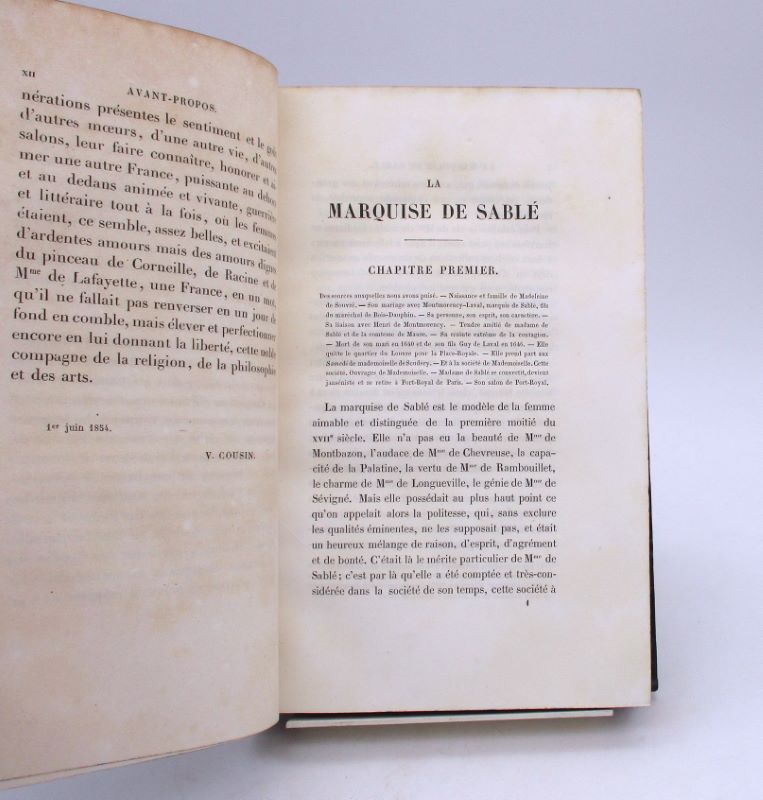 XII
AVANT-PROPOS.
nérations présentes le sentiment et le goût
d'autres mœurs, d'une autre vie, d'autres
salons, leur faire connaître, honorer et ai-
mer une autre France, puissante au dehors
et au dedans animée et vivante, guerrière
et littéraire tout à la fois, où les femmes
étaient, ce semble, assez belles, et excitaient
d'ardentes amours mais des amours dignes
du pinceau de Corneille, de Racine et de
Mme de Lafayette, une France, en un mot,
qu'il ne fallait pas renverser en un jour de
fond en comble, mais élever et perfectionner
encore en lui donnant la liberté, cette noble
compagne de la religion, de la philosophie
et des arts.
1er juin 1854.
V. COUSIN.
LA
MARQUISE DE SABLÉ
CHAPITRE PREMIER.
Des sources auxquelles nous avons puisé. — Naissance et famille de Madeleine
de Souvré. — Son mariage avec Montmorency-Laval, marquis de Sablé, fils
du maréchal de Bois-Dauphin. — Sa personne, son esprit, son caractère. —
Sa liaison avec Henri de Montmorency. — Tendre amitié de madame de
Sablé et de la comtesse de Maure. — Sa crainte extrême de la contagion.
— Mort de son mari en 1640 et de son fils Guy de Laval en 1646. — Elle
quitte le quartier du Louvre pour la Place-Royale. — Elle prend part aux
Samedi de mademoiselle de Scudéry. — Et à la société de Mademoiselle. Cette
société. Ouvrages de Mademoiselle. — Madame de Sablé se convertit, devient
janséniste et se retire à Port-Royal de Paris. — Son salon de Port-Royal.
La marquise de Sablé est le modèle de la femme
aimable et distinguée de la première moitié du
XVIIe siècle. Elle n'a pas eu la beauté de Mme de
Montbazon, l'audace de Mme de Chevreuse, la capa-
cité de la Palatine, la vertu de Mme de Rambouillet,
le charme de Mme de Longueville, le génie de Mme de
Sévigné. Mais elle possédait au plus haut point ce
qu'on appelait alors la politesse, qui, sans exclure
les qualités éminentes, ne les supposait pas, et était
un heureux mélange de raison, d'esprit, d'agrément
et de bonté. C'était là le mérite particulier de Mme de
Sablé; c'est par là qu'elle a été comptée et très-con-
sidérée dans la société de son temps, cette société à
1